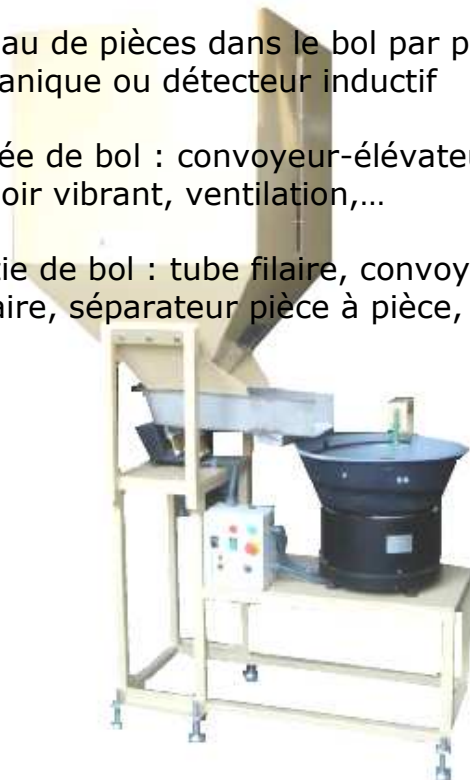 au de pièces dans le bol par p
anique ou détecteur inductif
ée de bol : convoyeur-élévateu
oir vibrant, ventilation,...
tie de bol : tube filaire, convoy
aire, séparateur pièce à pièce,